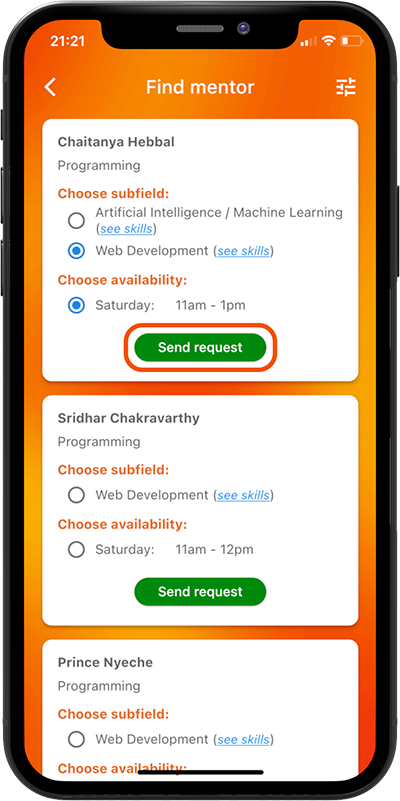 21:21
Find mentor
Chaitanya Hebbal
Programming
Choose subfield:
Artificial Intelligence / Machine Learning
(see skills)
Web Development (see skills)
Choose availability:
Saturday: 11am - 1pm
Send request
Sridhar Chakravarthy
Programming
Choose subfield:
Web Development (see skills)
Choose availability:
Saturday: 11am - 12pm
Send request
Prince Nyeche
Programming
Choose subfield:
Web Development (see skills)
Choose availability: